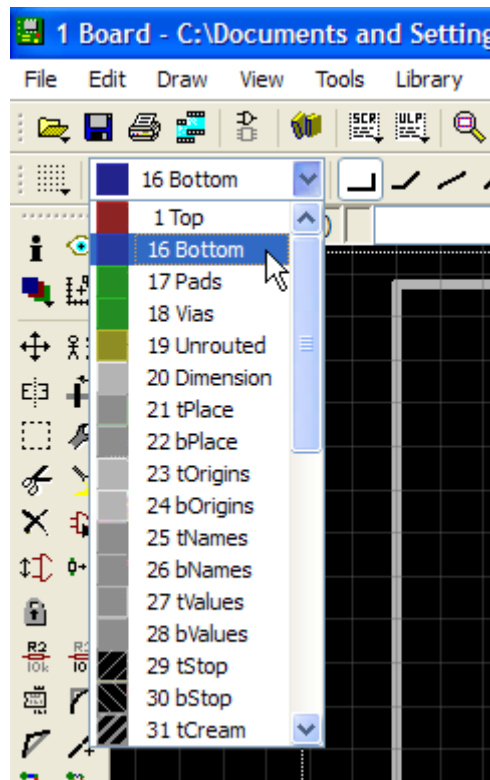 1 Board - C:\Documents and Setting
File Edit Draw View Tools Library
SCR ULP
16 Bottom
1 Top
16 Bottom
17 Pads
18 Vias
19 Unrouted
20 Dimension
21 tPlace
22 bPlace
23 tOrigins
24 bOrigins
25 tNames
26 bNames
27 tValues
28 bValues
29 tStop
30 bStop
31 tCream
R2
10k